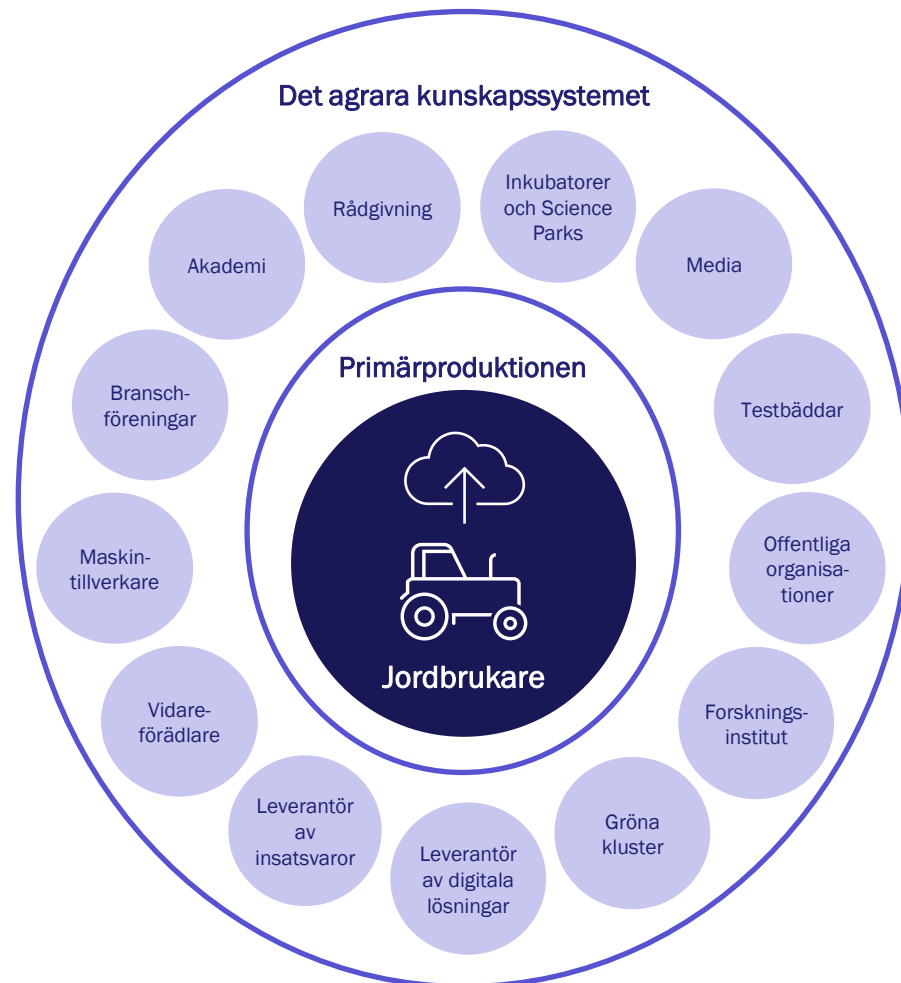 Det agrara kunskapssystemet
Rådgivning
Inkubatorer
och Science
Parks
Akademi
Media
Primärproduktionen
Bransch-
föreningar
Testbäddar
Maskin-
tillverkare
Offentliga
organisa-
tioner
Jordbrukare
Vidare-
förädlare
Forsknings-
institut
Leverantör
av
insatsvaror
Leverantör
av digitala
lösningar
Gröna
kluster